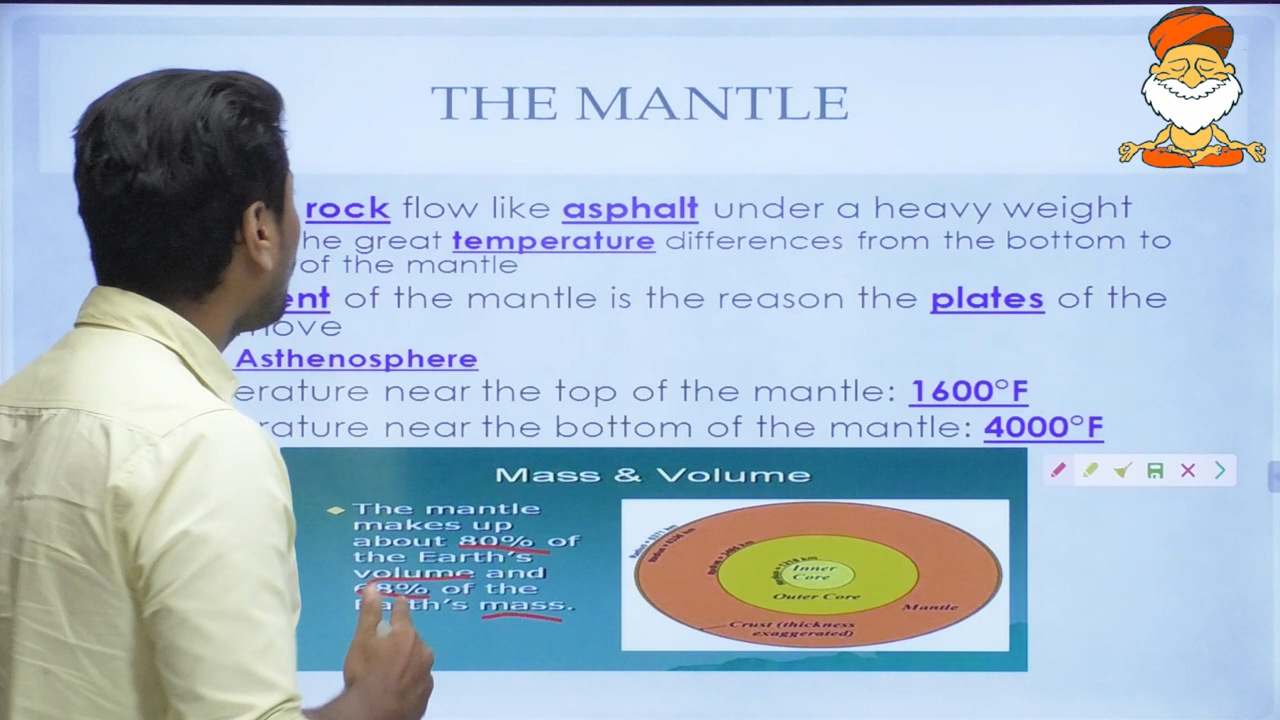 THE MANTLE
rock flow like asphalt under a heavy weight
he great temperature differences from the bottom to
of the mantle
ent of the mantle is the reason the plates of the
move
Asthenosphere
erature near the top of the mantle: 1600°F
rature near the bottom of the mantle: 4000°F
Mass & Volume
The mantle
makes up
about 80% of
the Earth's
volume and
68% of the
Earth's mass.
Inner
Core
Outer Core
Mantle
Crust (thickness
exaggerated)